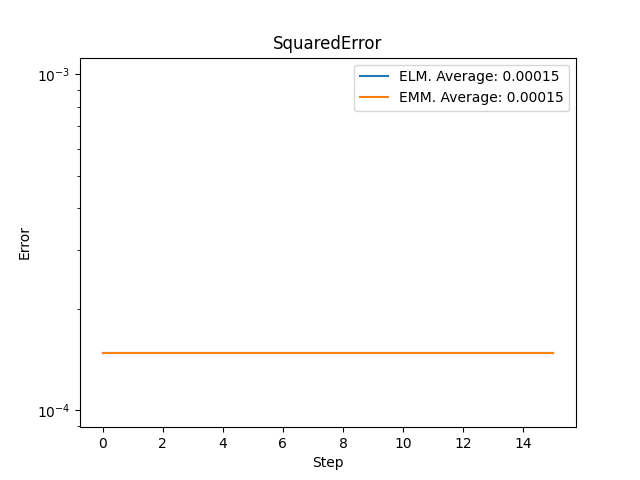 SquaredError
ELM. Average: 0.00015
EMM. Average: 0.00015
Error
10⁻³
10⁻⁴
0 2 4 6 8 10 12 14
Step